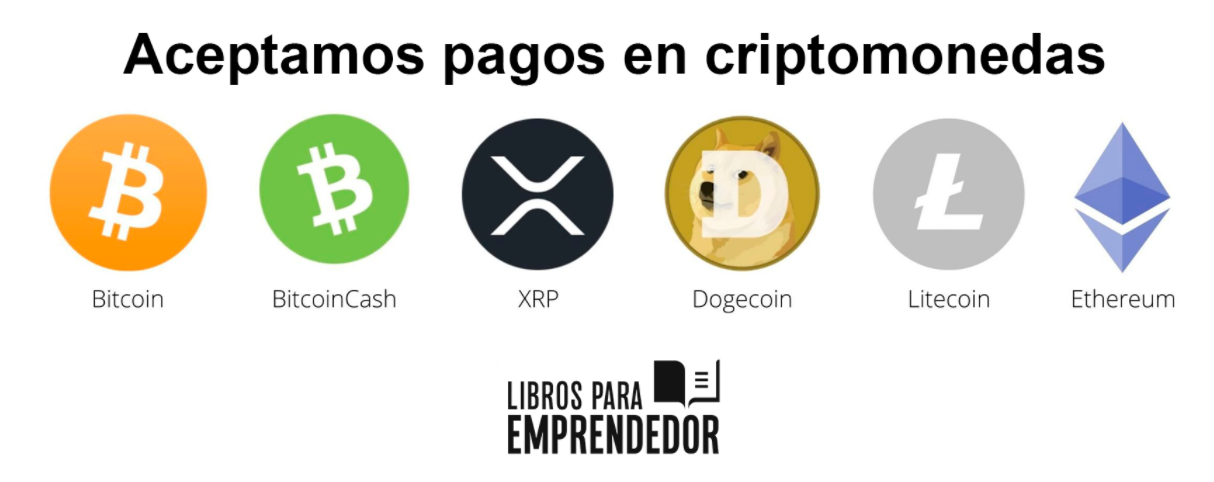 Aceptamos pagos en criptomonedas
Bitcoin BitcoinCash XRP Dogecoin Litecoin Ethereum
LIBROS PARA
EMPRENDEDOR